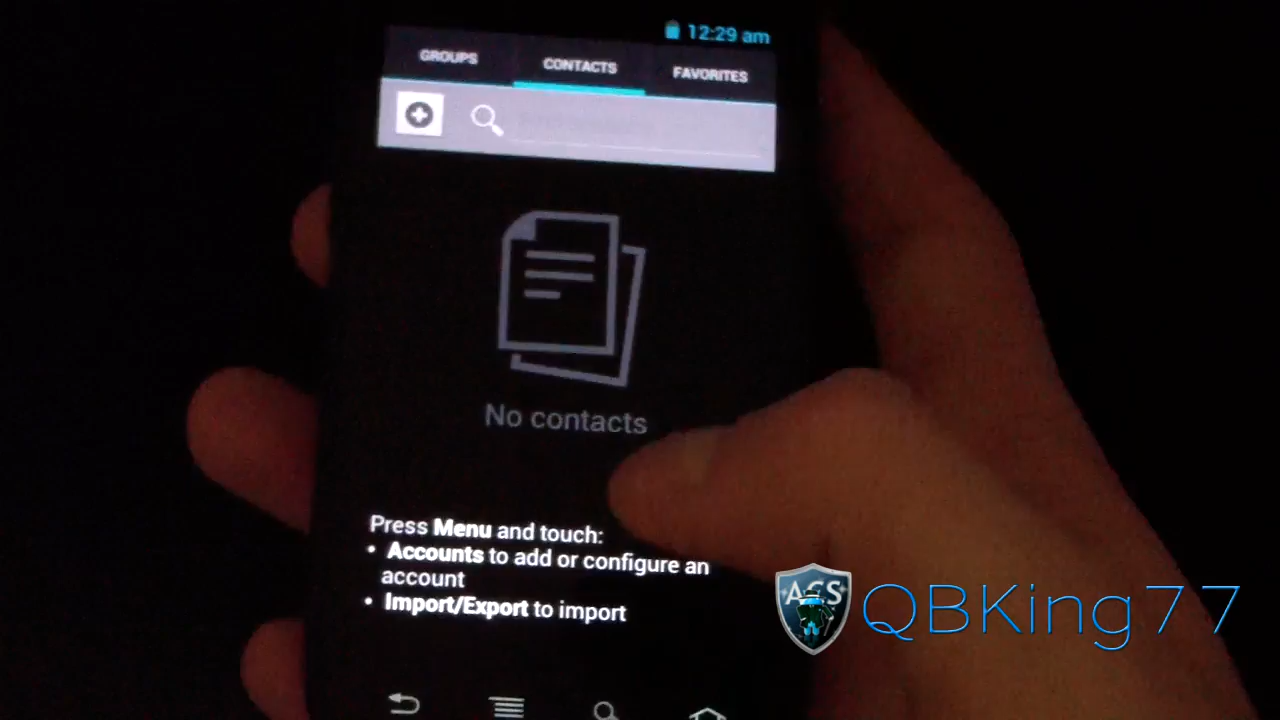 12:29 am
GROUPS
CONTACTS
FAVORITES
No contacts
Press Menu and touch:
• Accounts to add or configure an
account
• Import/Export to import
ACS
QBKing77